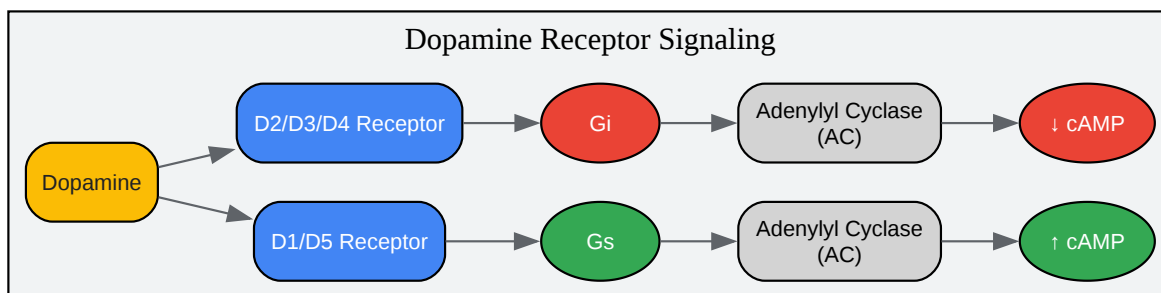 Dopamine Receptor Signaling
Dopamine
D2/D3/D4 Receptor
Gi
Adenylyl Cyclase
(AC)
↓ cAMP
D1/D5 Receptor
Gs
Adenylyl Cyclase
(AC)
↑ cAMP